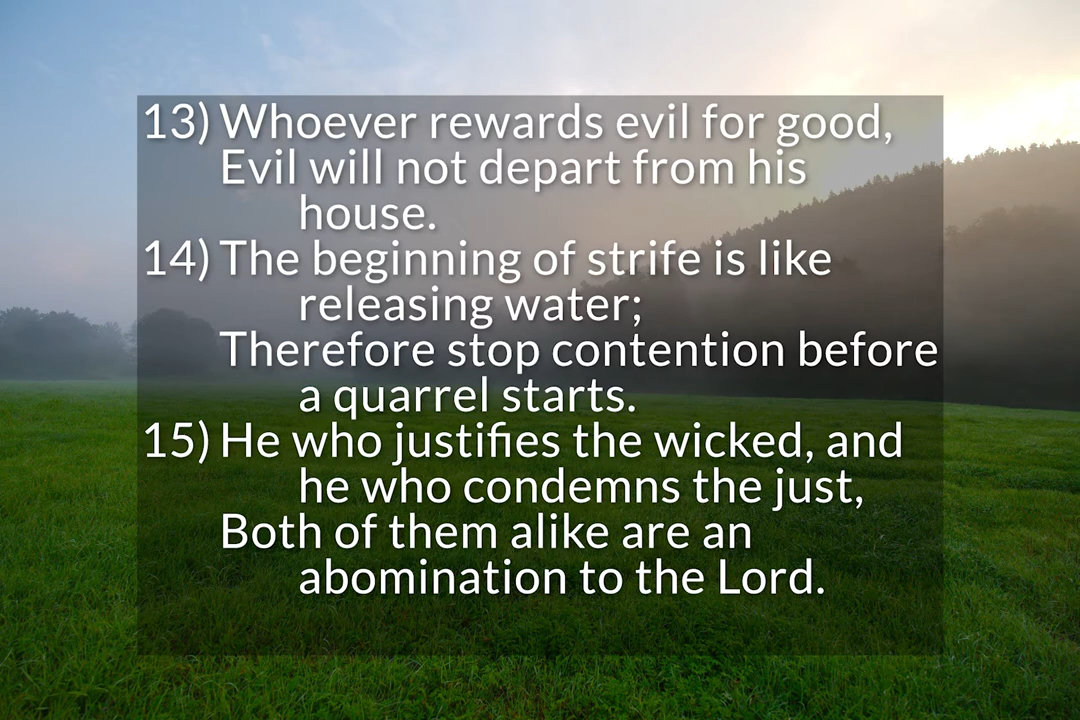 13) Whoever rewards evil for good,
Evil will not depart from his
house.
14) The beginning of strife is like
releasing water;
Therefore stop contention before
a quarrel starts.
15) He who justifies the wicked, and
he who condemns the just,
Both of them alike are an
abomination to the Lord.